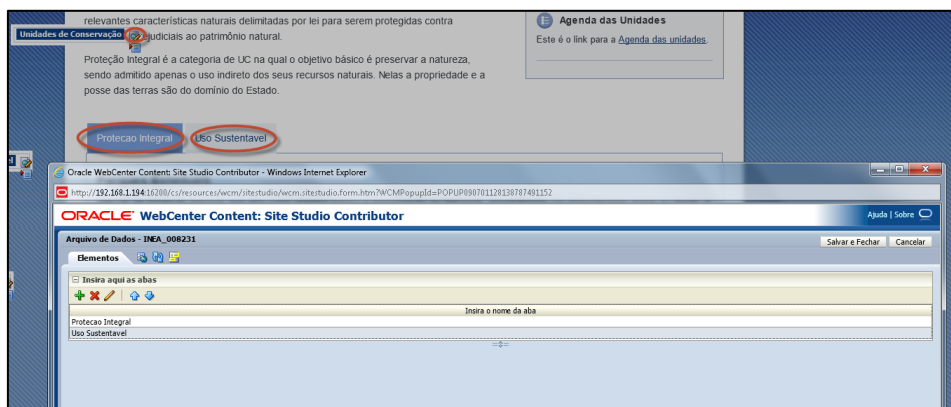 relevantes características naturais delimitadas por lei para serem protegidas contra
Unidades de Conservação
judiciais ao patrimônio natural.
Proteção Integral é a categoria de UC na qual o objetivo básico é preservar a natureza,
sendo admitido apenas o uso indireto dos seus recursos naturais. Nelas a propriedade e a
posse das terras são do domínio do Estado.
Agenda das Unidades
Este é o link para a Agenda das unidades.
Protecao Integral
Uso Sustentavel
Oracle WebCenter Content: Site Studio Contributor - Windows Internet Explorer
http://192.168.1.194:16200/cs/resources/wcm/sitestudio/wcm.sitestudio.form.htm?WCMPopupId=POPUP090701128138787491152
ORACLE WebCenter Content: Site Studio Contributor
Ajuda | Sobre
Arquivo de Dados - INEA_008231
Salvar e Fechar Cancelar
Elementos
Insira aqui as abas
Insira o nome da aba
Protecao Integral
Uso Sustentavel